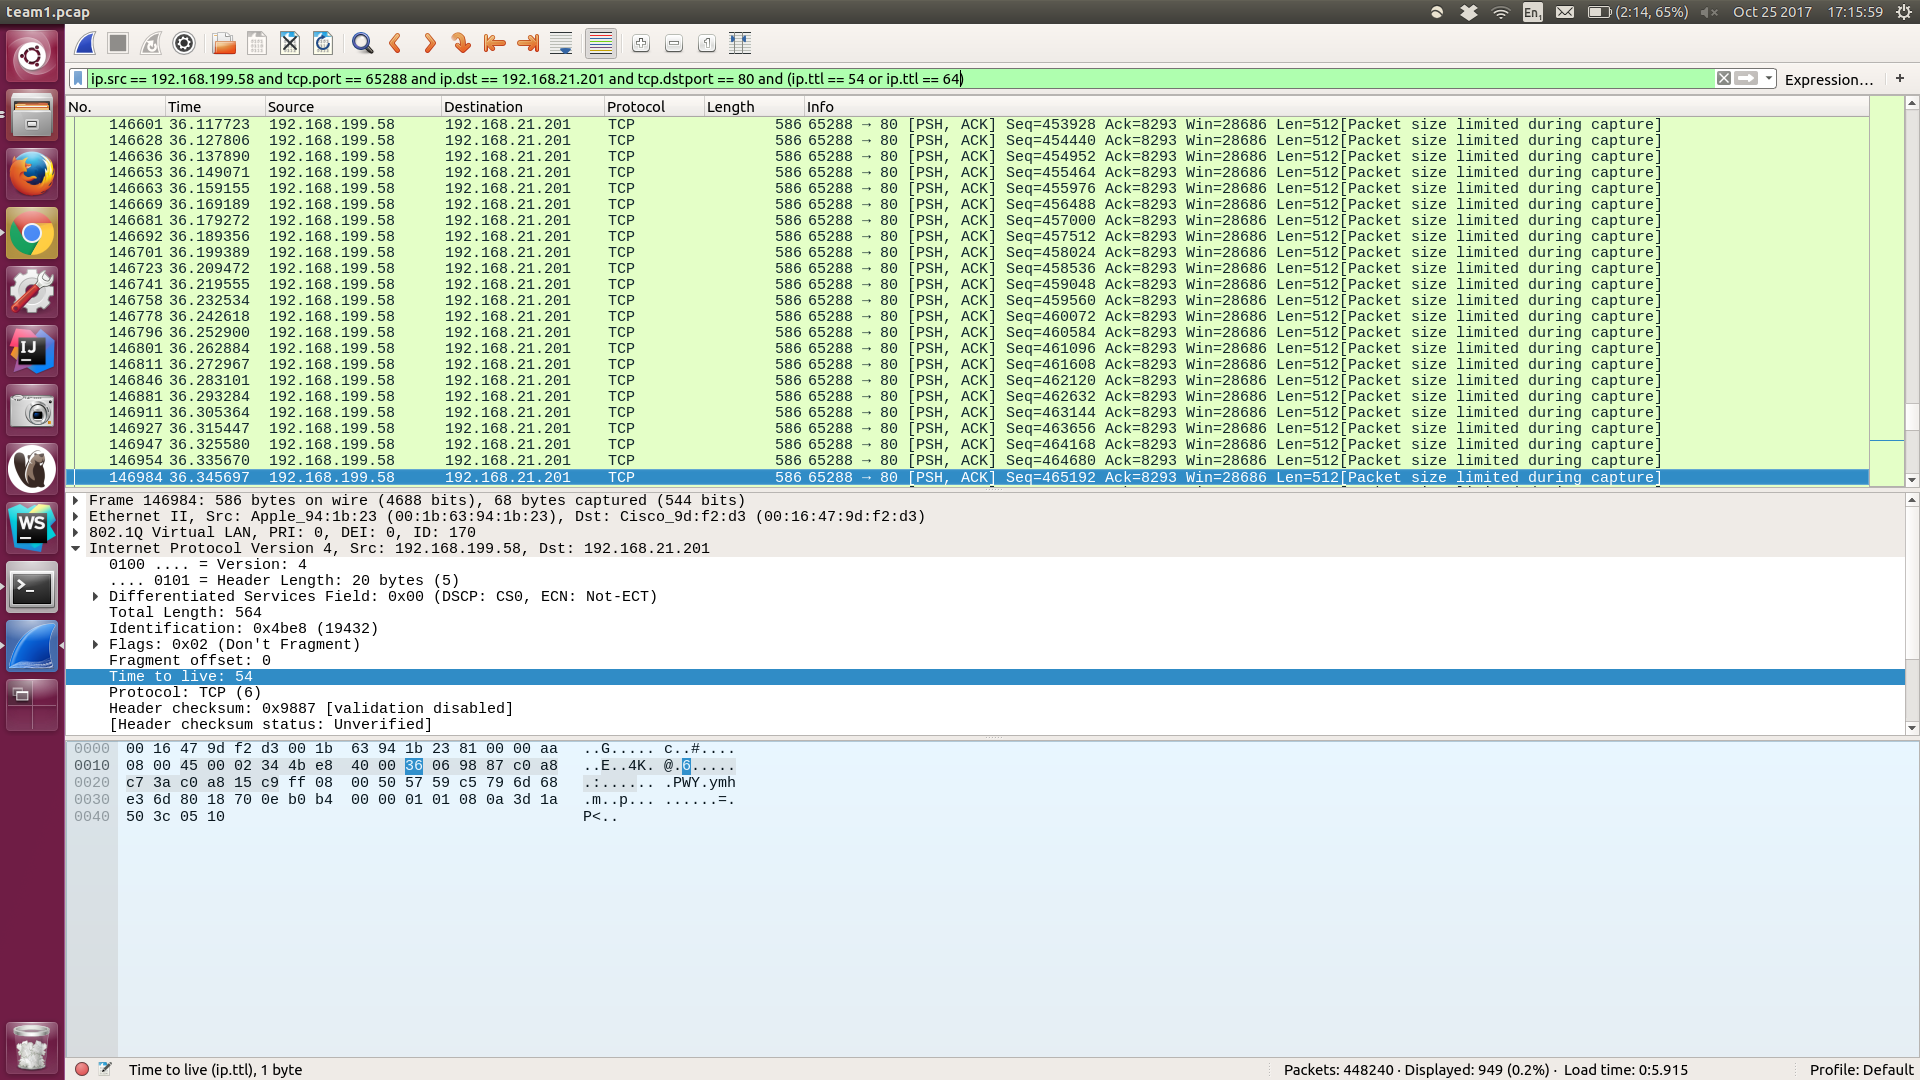 team1.pcap
En1 (2:14, 65%) Oct 25 2017 17:15:59
ip.src == 192.168.199.58 and tcp.port == 65288 and ip.dst == 192.168.21.201 and tcp.dstport == 80 and (ip.ttl == 54 or ip.ttl == 64) Expression… +
No. Time Source Destination Protocol Length Info
146601 36.117723 192.168.199.58 192.168.21.201 TCP 586 65288 → 80 [PSH, ACK] Seq=453928 Ack=8293 Win=28686 Len=512[Packet size limited during capture]
146628 36.127806 192.168.199.58 192.168.21.201 TCP 586 65288 → 80 [PSH, ACK] Seq=454440 Ack=8293 Win=28686 Len=512[Packet size limited during capture]
146636 36.137890 192.168.199.58 192.168.21.201 TCP 586 65288 → 80 [PSH, ACK] Seq=454952 Ack=8293 Win=28686 Len=512[Packet size limited during capture]
146653 36.149071 192.168.199.58 192.168.21.201 TCP 586 65288 → 80 [PSH, ACK] Seq=455464 Ack=8293 Win=28686 Len=512[Packet size limited during capture]
146663 36.159155 192.168.199.58 192.168.21.201 TCP 586 65288 → 80 [PSH, ACK] Seq=455976 Ack=8293 Win=28686 Len=512[Packet size limited during capture]
146669 36.169189 192.168.199.58 192.168.21.201 TCP 586 65288 → 80 [PSH, ACK] Seq=456488 Ack=8293 Win=28686 Len=512[Packet size limited during capture]
146681 36.179272 192.168.199.58 192.168.21.201 TCP 586 65288 → 80 [PSH, ACK] Seq=457000 Ack=8293 Win=28686 Len=512[Packet size limited during capture]
146692 36.189356 192.168.199.58 192.168.21.201 TCP 586 65288 → 80 [PSH, ACK] Seq=457512 Ack=8293 Win=28686 Len=512[Packet size limited during capture]
146701 36.199389 192.168.199.58 192.168.21.201 TCP 586 65288 → 80 [PSH, ACK] Seq=458024 Ack=8293 Win=28686 Len=512[Packet size limited during capture]
146723 36.209472 192.168.199.58 192.168.21.201 TCP 586 65288 → 80 [PSH, ACK] Seq=458536 Ack=8293 Win=28686 Len=512[Packet size limited during capture]
146741 36.219555 192.168.199.58 192.168.21.201 TCP 586 65288 → 80 [PSH, ACK] Seq=459048 Ack=8293 Win=28686 Len=512[Packet size limited during capture]
146758 36.232534 192.168.199.58 192.168.21.201 TCP 586 65288 → 80 [PSH, ACK] Seq=459560 Ack=8293 Win=28686 Len=512[Packet size limited during capture]
146778 36.242618 192.168.199.58 192.168.21.201 TCP 586 65288 → 80 [PSH, ACK] Seq=460072 Ack=8293 Win=28686 Len=512[Packet size limited during capture]
146796 36.252900 192.168.199.58 192.168.21.201 TCP 586 65288 → 80 [PSH, ACK] Seq=460584 Ack=8293 Win=28686 Len=512[Packet size limited during capture]
146801 36.262884 192.168.199.58 192.168.21.201 TCP 586 65288 → 80 [PSH, ACK] Seq=461096 Ack=8293 Win=28686 Len=512[Packet size limited during capture]
146811 36.272967 192.168.199.58 192.168.21.201 TCP 586 65288 → 80 [PSH, ACK] Seq=461608 Ack=8293 Win=28686 Len=512[Packet size limited during capture]
146846 36.283101 192.168.199.58 192.168.21.201 TCP 586 65288 → 80 [PSH, ACK] Seq=462120 Ack=8293 Win=28686 Len=512[Packet size limited during capture]
146881 36.293284 192.168.199.58 192.168.21.201 TCP 586 65288 → 80 [PSH, ACK] Seq=462632 Ack=8293 Win=28686 Len=512[Packet size limited during capture]
146911 36.305364 192.168.199.58 192.168.21.201 TCP 586 65288 → 80 [PSH, ACK] Seq=463144 Ack=8293 Win=28686 Len=512[Packet size limited during capture]
146927 36.315447 192.168.199.58 192.168.21.201 TCP 586 65288 → 80 [PSH, ACK] Seq=463656 Ack=8293 Win=28686 Len=512[Packet size limited during capture]
146947 36.325580 192.168.199.58 192.168.21.201 TCP 586 65288 → 80 [PSH, ACK] Seq=464168 Ack=8293 Win=28686 Len=512[Packet size limited during capture]
146954 36.335670 192.168.199.58 192.168.21.201 TCP 586 65288 → 80 [PSH, ACK] Seq=464680 Ack=8293 Win=28686 Len=512[Packet size limited during capture]
146984 36.345697 192.168.199.58 192.168.21.201 TCP 586 65288 → 80 [PSH, ACK] Seq=465192 Ack=8293 Win=28686 Len=512[Packet size limited during capture]
Frame 146984: 586 bytes on wire (4688 bits), 68 bytes captured (544 bits)
Ethernet II, Src: Apple_94:1b:23 (00:1b:63:94:1b:23), Dst: Cisco_9d:f2:d3 (00:16:47:9d:f2:d3)
802.1Q Virtual LAN, PRI: 0, DEI: 0, ID: 170
Internet Protocol Version 4, Src: 192.168.199.58, Dst: 192.168.21.201
0100 .... = Version: 4
.... 0101 = Header Length: 20 bytes (5)
Differentiated Services Field: 0x00 (DSCP: CS0, ECN: Not-ECT)
Total Length: 564
Identification: 0x4be8 (19432)
Flags: 0x02 (Don't Fragment)
Fragment offset: 0
Time to live: 54
Protocol: TCP (6)
Header checksum: 0x9887 [validation disabled]
[Header checksum status: Unverified]
0000 00 16 47 9d f2 d3 00 1b 63 94 1b 23 81 00 00 aa ..G..... c..#....
0010 08 00 45 00 02 34 4b e8 40 00 36 06 98 87 c0 a8 ..E..4K. @.6.....
0020 c7 3a c0 a8 15 c9 ff 08 00 50 57 59 c5 79 6d 68 .:...... .PWY.ymh
0030 e3 6d 80 18 70 0e b0 b4 00 00 01 01 08 0a 3d 1a .m..p... ......=.
0040 50 3c 05 10 P<..
IJ
WS
>_
Time to live (ip.ttl), 1 byte Packets: 448240 · Displayed: 949 (0.2%) · Load time: 0:5.915 Profile: Default